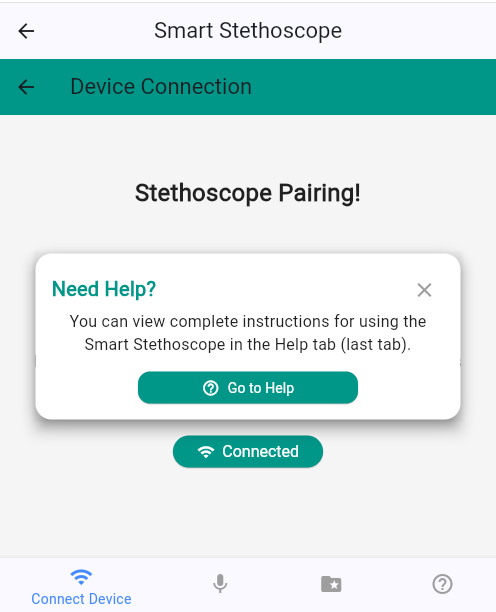 Smart Stethoscope
Device Connection
Stethoscope Pairing!
Need Help?
You can view complete instructions for using the
Smart Stethoscope in the Help tab (last tab).
Go to Help
Connected
Connect Device